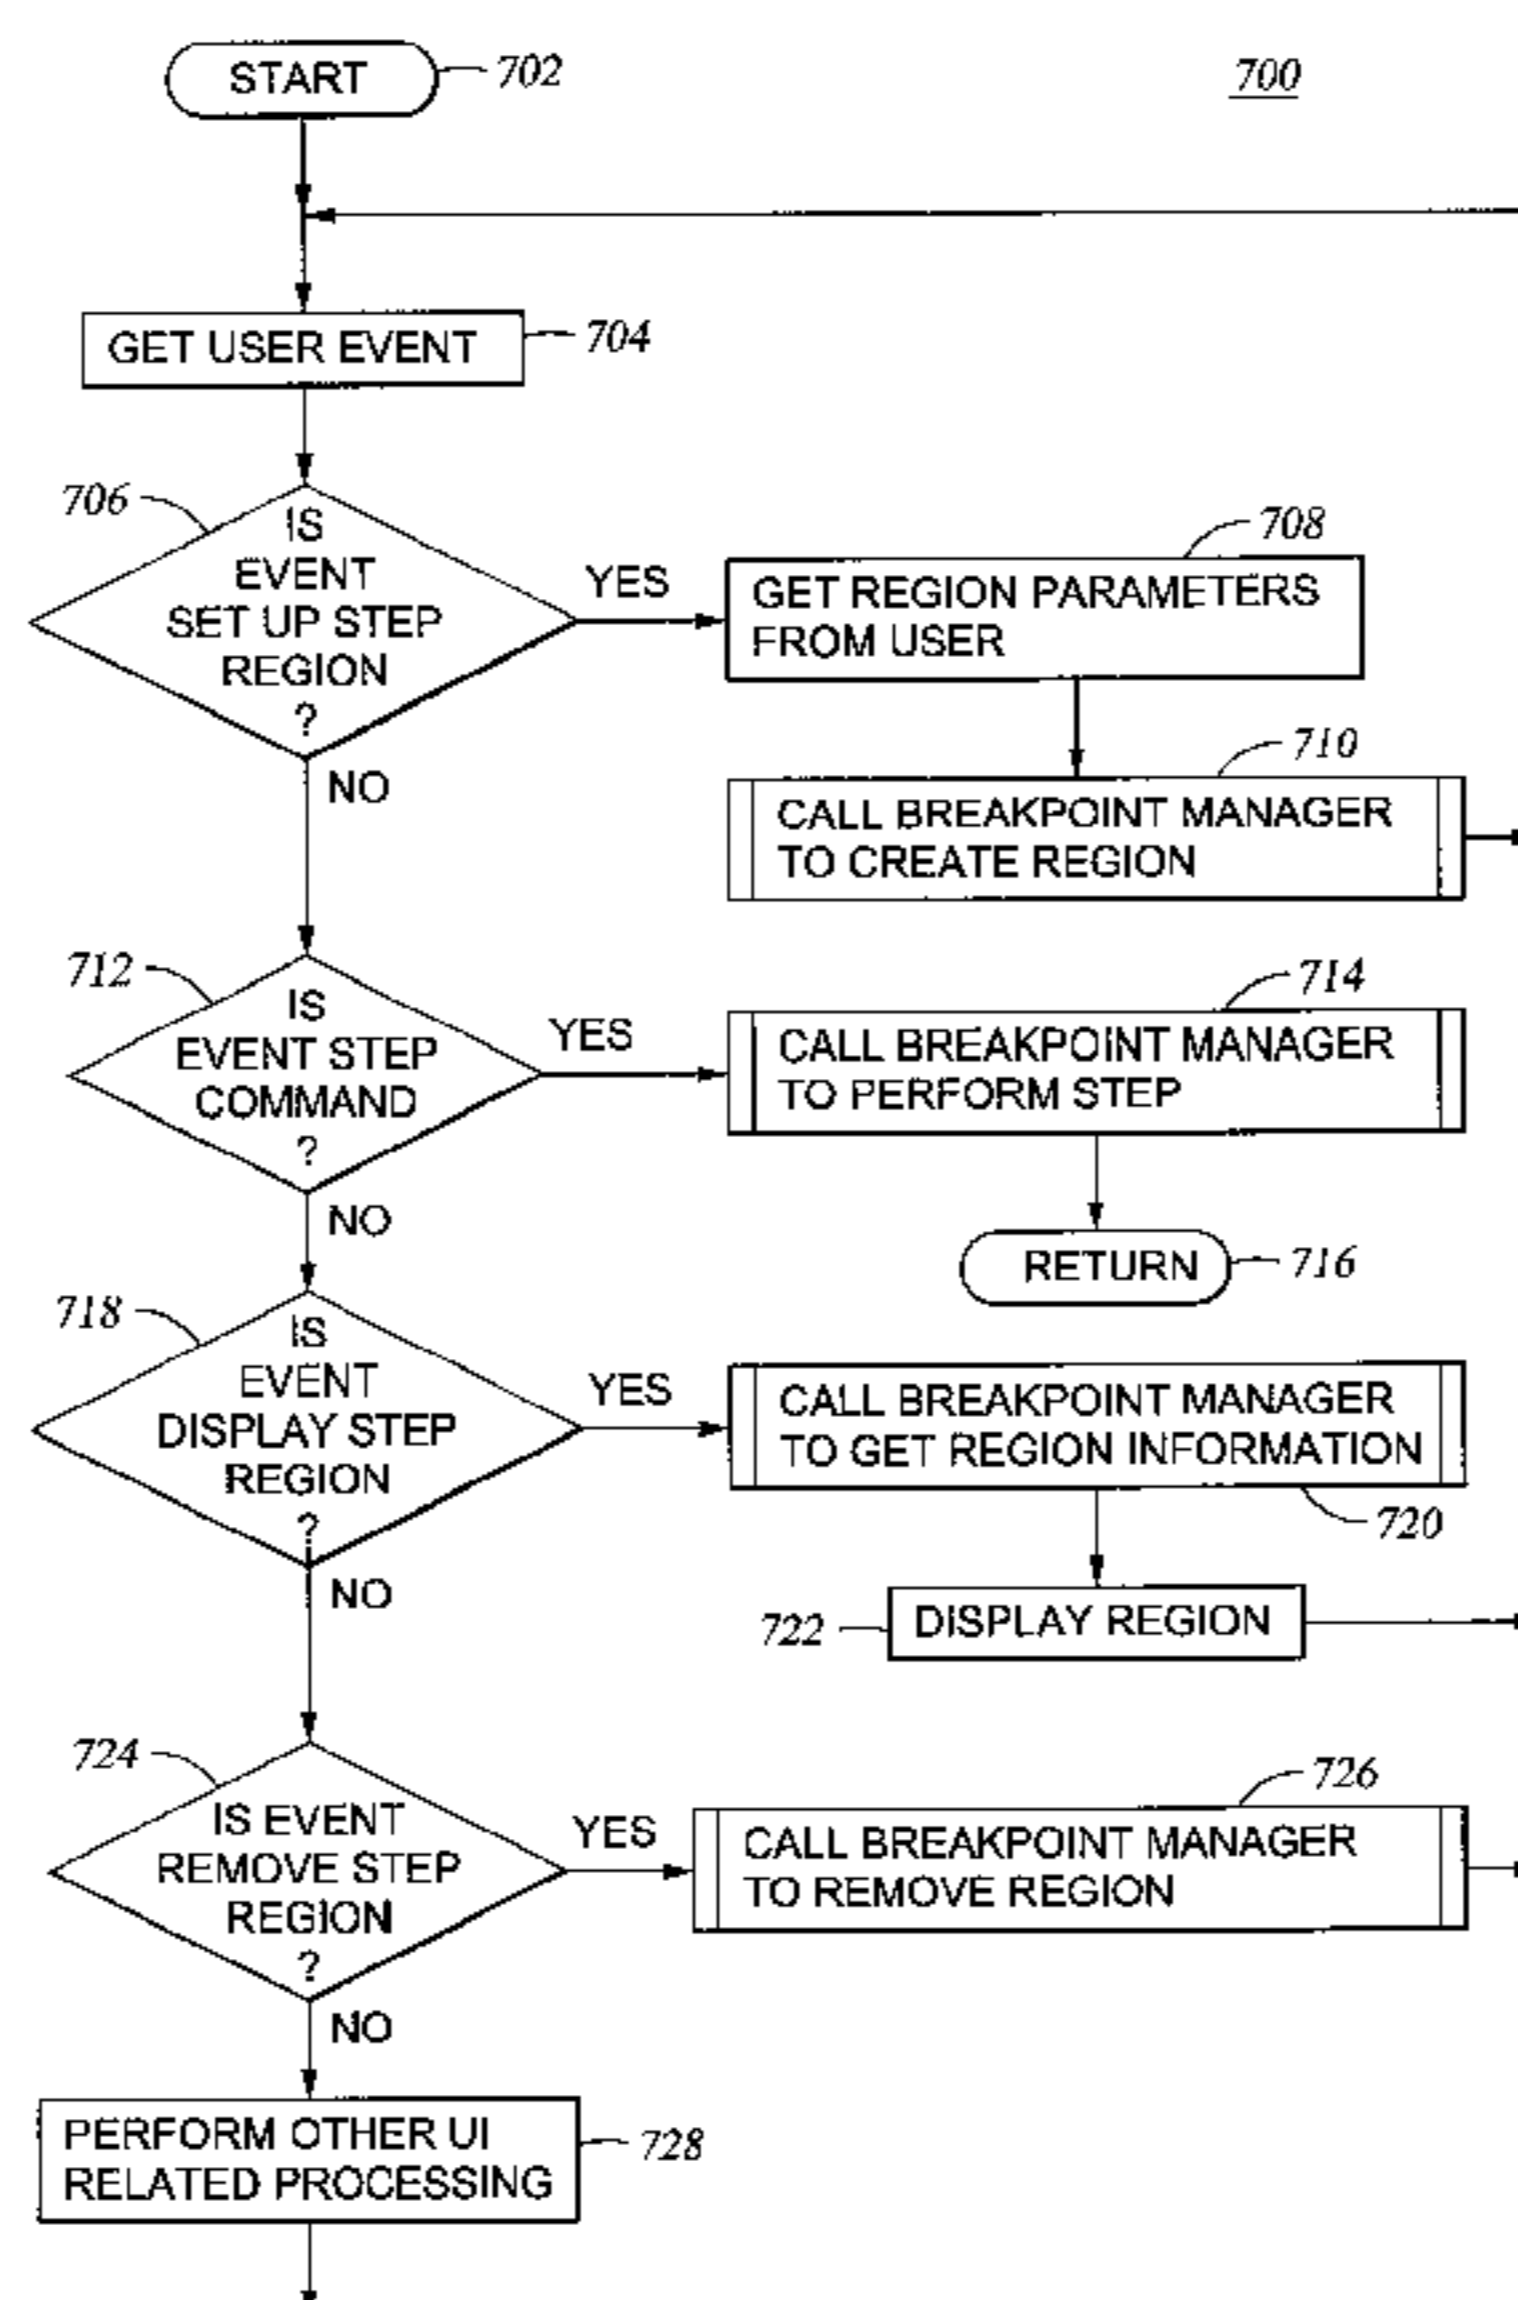 START
702
700
GET USER EVENT
704
706
IS
EVENT
SET UP STEP
REGION
?
YES
NO
708
GET REGION PARAMETERS
FROM USER
710
CALL BREAKPOINT MANAGER
TO CREATE REGION
712
IS
EVENT STEP
COMMAND
?
YES
NO
714
CALL BREAKPOINT MANAGER
TO PERFORM STEP
RETURN
716
718
IS
EVENT
DISPLAY STEP
REGION
?
YES
NO
CALL BREAKPOINT MANAGER
TO GET REGION INFORMATION
720
722
DISPLAY REGION
724
IS EVENT
REMOVE STEP
REGION
?
YES
NO
726
CALL BREAKPOINT MANAGER
TO REMOVE REGION
PERFORM OTHER UI
RELATED PROCESSING
728